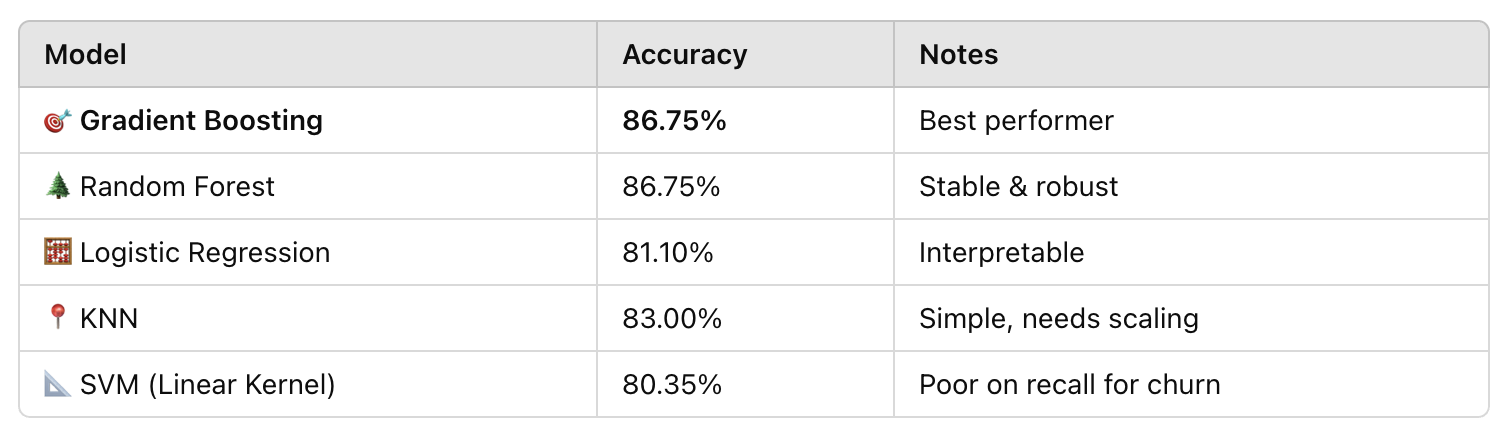 Model Accuracy Notes
🎯 Gradient Boosting 86.75% Best performer
🌲 Random Forest 86.75% Stable & robust
🧮 Logistic Regression 81.10% Interpretable
📍 KNN 83.00% Simple, needs scaling
📐 SVM (Linear Kernel) 80.35% Poor on recall for churn